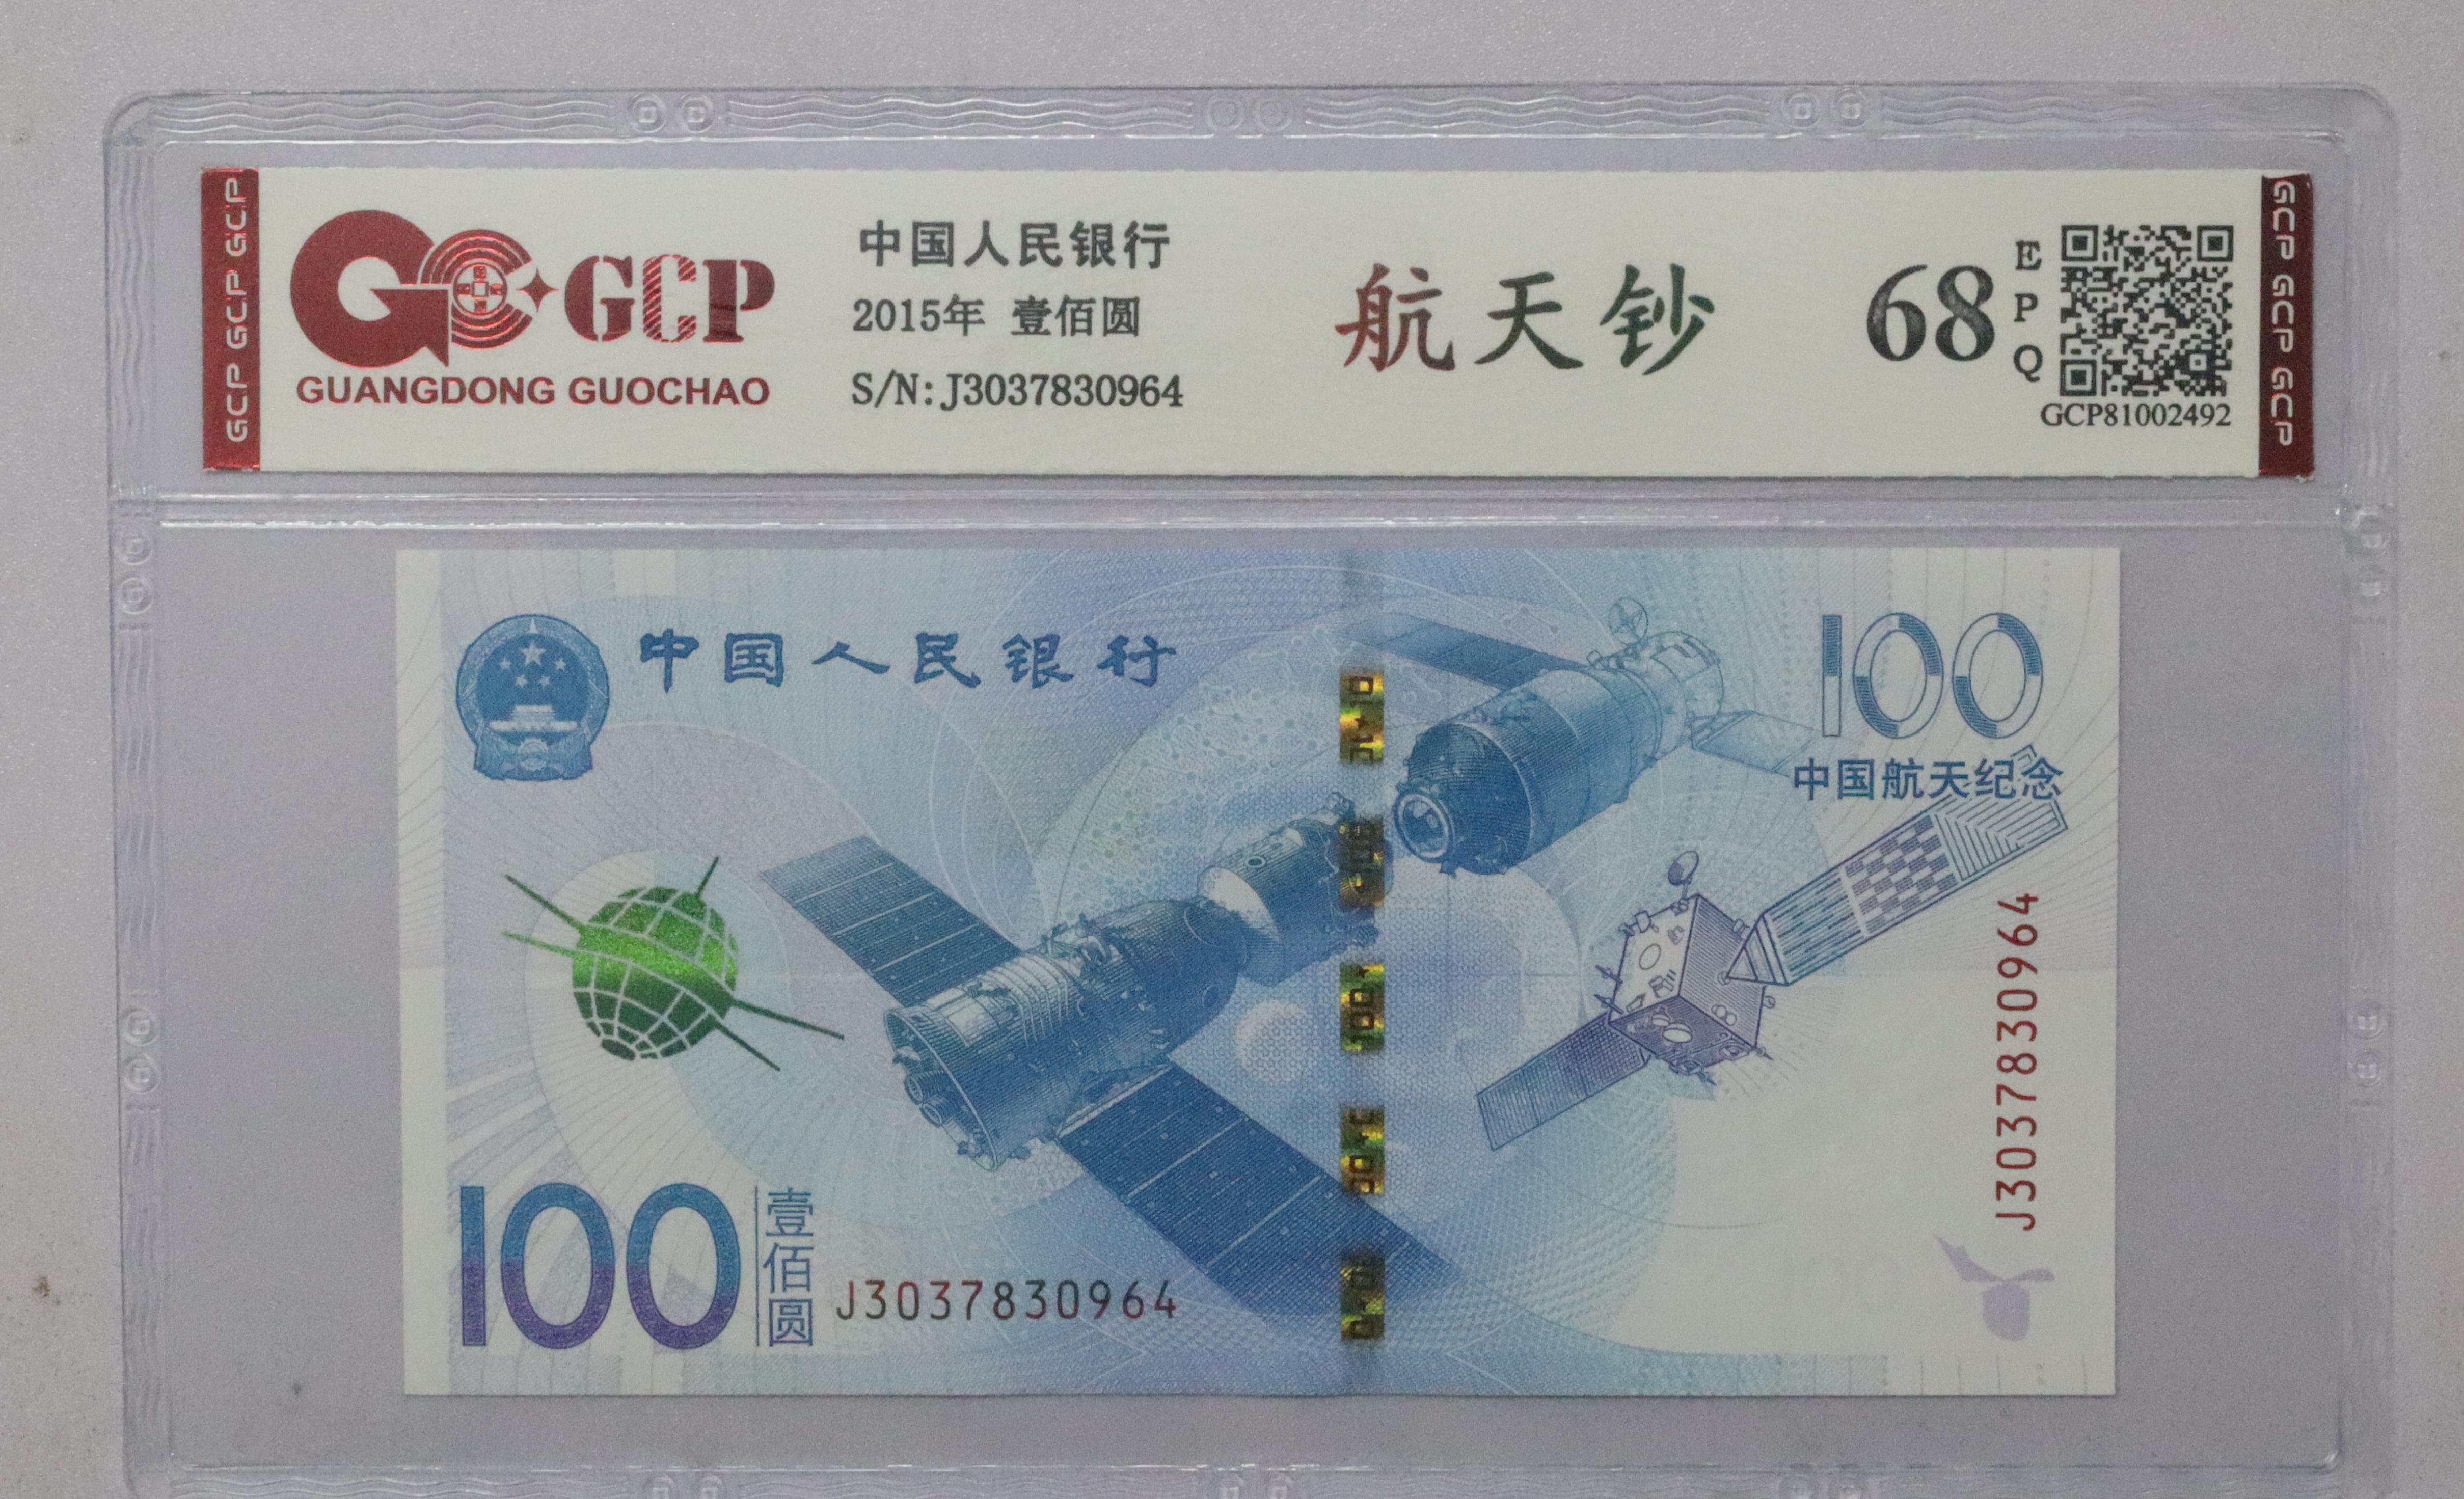 GCP GCP GCP
GCP
GUANGDONG GUOCHAO
中国人民银行
2015年 壹佰圆
S/N: J3037830964
航天钞
68
EPQ
GCP81002492
GCP GCP GCP
中国人民银行
100
中国航天纪念
J3037830964
100
壹佰圆
J3037830964